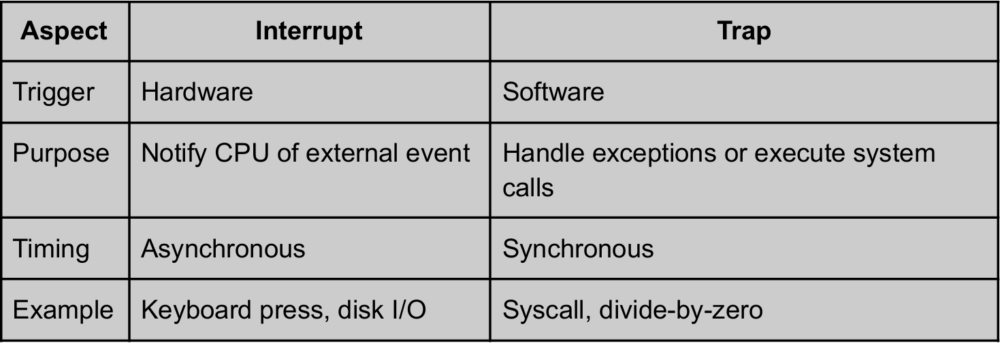 Aspect Interrupt Trap
Trigger Hardware Software
Purpose Notify CPU of external event Handle exceptions or execute system
calls
Timing Asynchronous Synchronous
Example Keyboard press, disk I/O Syscall, divide-by-zero